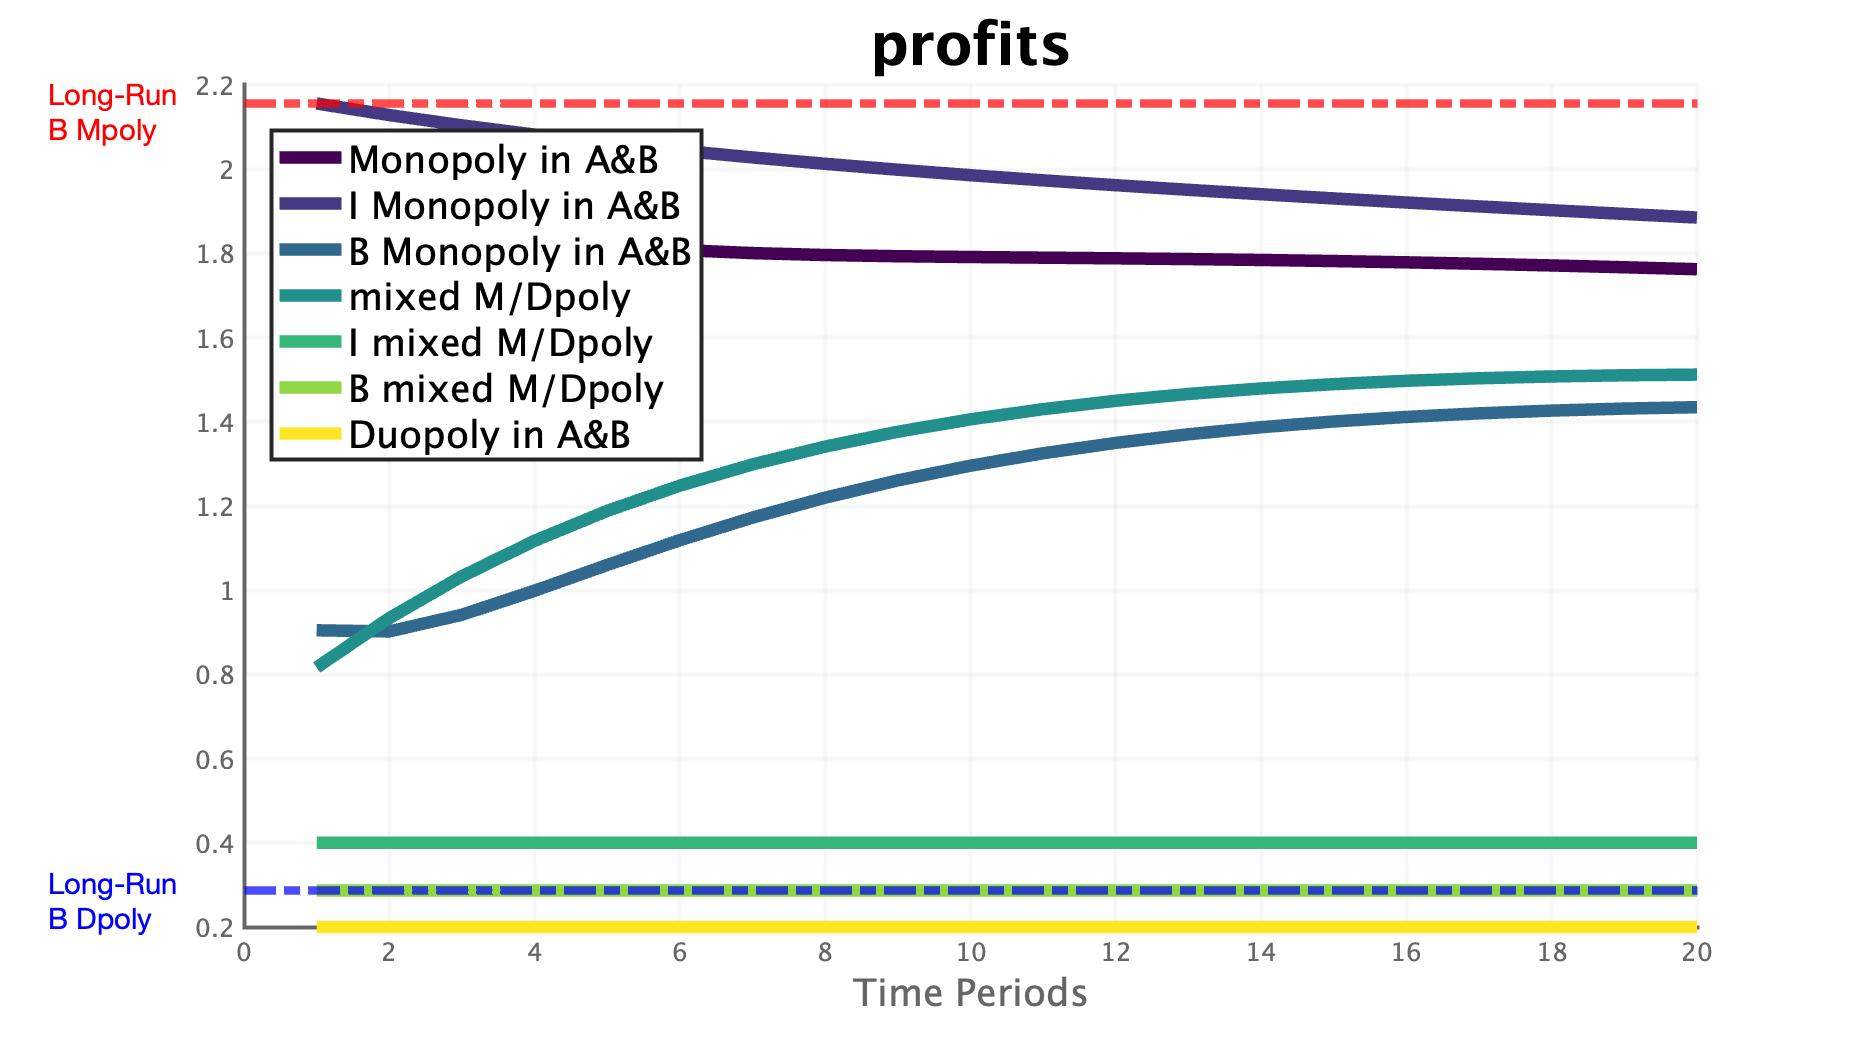 profits
Long-Run
B Mpoly
2.2
2
1.8
1.6
1.4
1.2
1
0.8
0.6
0.4
0.2
Monopoly in A&B
I Monopoly in A&B
B Monopoly in A&B
mixed M/Dpoly
I mixed M/Dpoly
B mixed M/Dpoly
Duopoly in A&B
Long-Run
B Dpoly
0 2 4 6 8 10 12 14 16 18 20
Time Periods